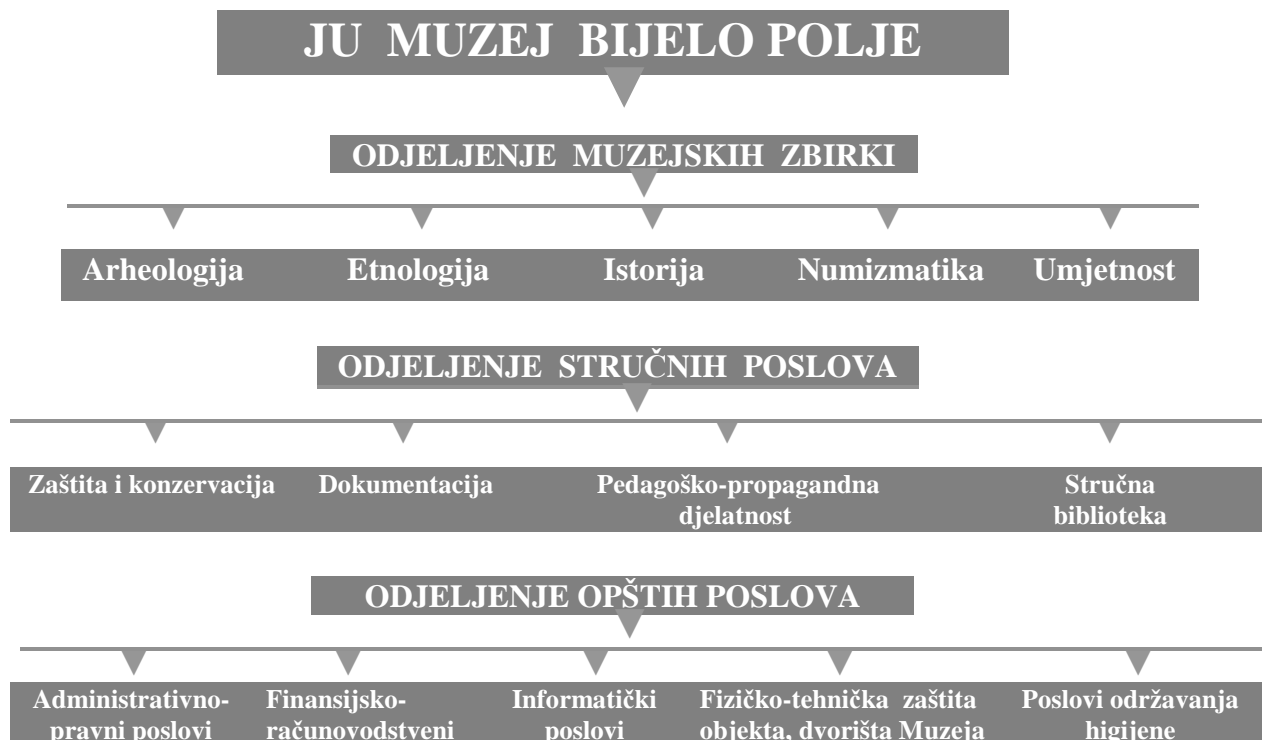 JU MUZEJ BIJELO POLJE
ODJELJENJE MUZEJSKIH ZBIRKI
Arheologija Etnologija Istorija Numizmatika Umjetnost
ODJELJENJE STRUČNIH POSLOVA
Zaštita i konzervacija Dokumentacija Pedagoško-propagandna Stručna
djelatnost biblioteka
ODJELJENJE OPŠTIH POSLOVA
Administrativno- Finansijsko- Informatički Fizičko-tehnička zaštita Poslovi održavanja
pravni poslovi računovodstveni poslovi objekta, dvorišta Muzeja higijene